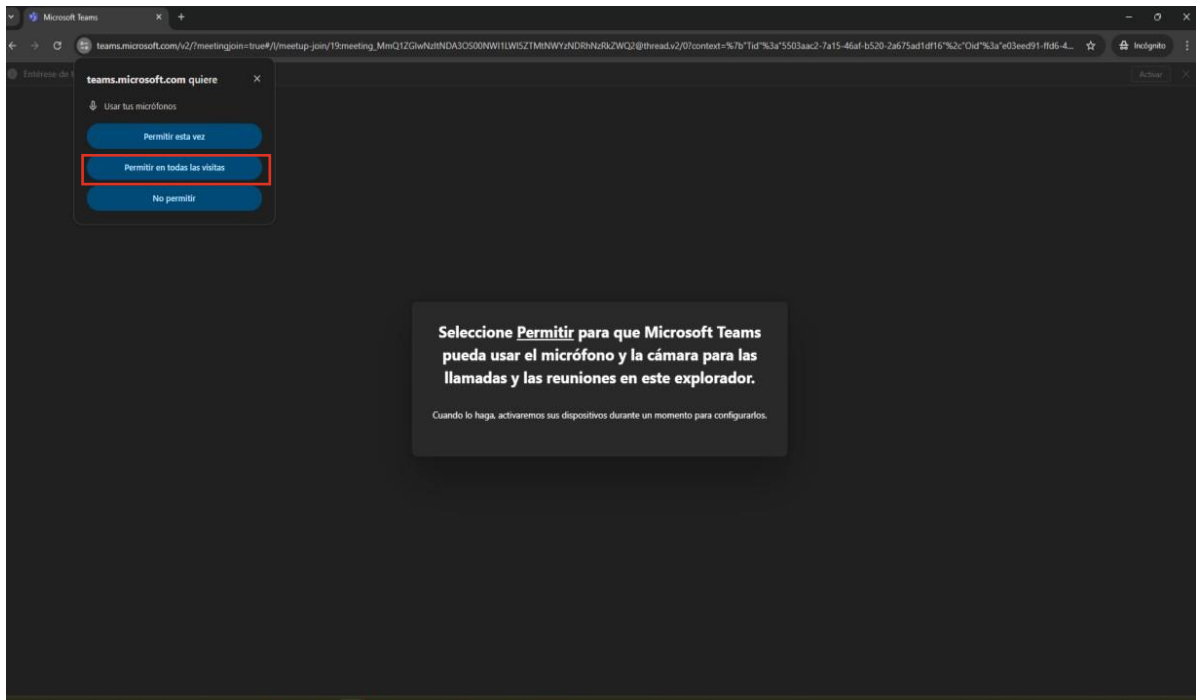 Microsoft Teams
teams.microsoft.com/v2/?meetingjoin=true#/l/meetup-join/19:meeting_MmQ1ZGIwNzItNDA3OS00NWI1LWI5ZTMtNWYzNDRhNzRkZWQ2@thread.v2/0?context=%7b"Tid"%3a"5503aac2-7a15-46af-b520-2a675ad1df16"%2c"Oid"%3a"e03eed91-ffd6-4...
Incógnito
Entérese de
Activar
teams.microsoft.com quiere
Usar tus micrófonos
Permitir esta vez
Permitir en todas las visitas
No permitir
Seleccione Permitir para que Microsoft Teams
pueda usar el micrófono y la cámara para las
llamadas y las reuniones en este explorador.
Cuando lo haga, activaremos sus dispositivos durante un momento para configurarlos.